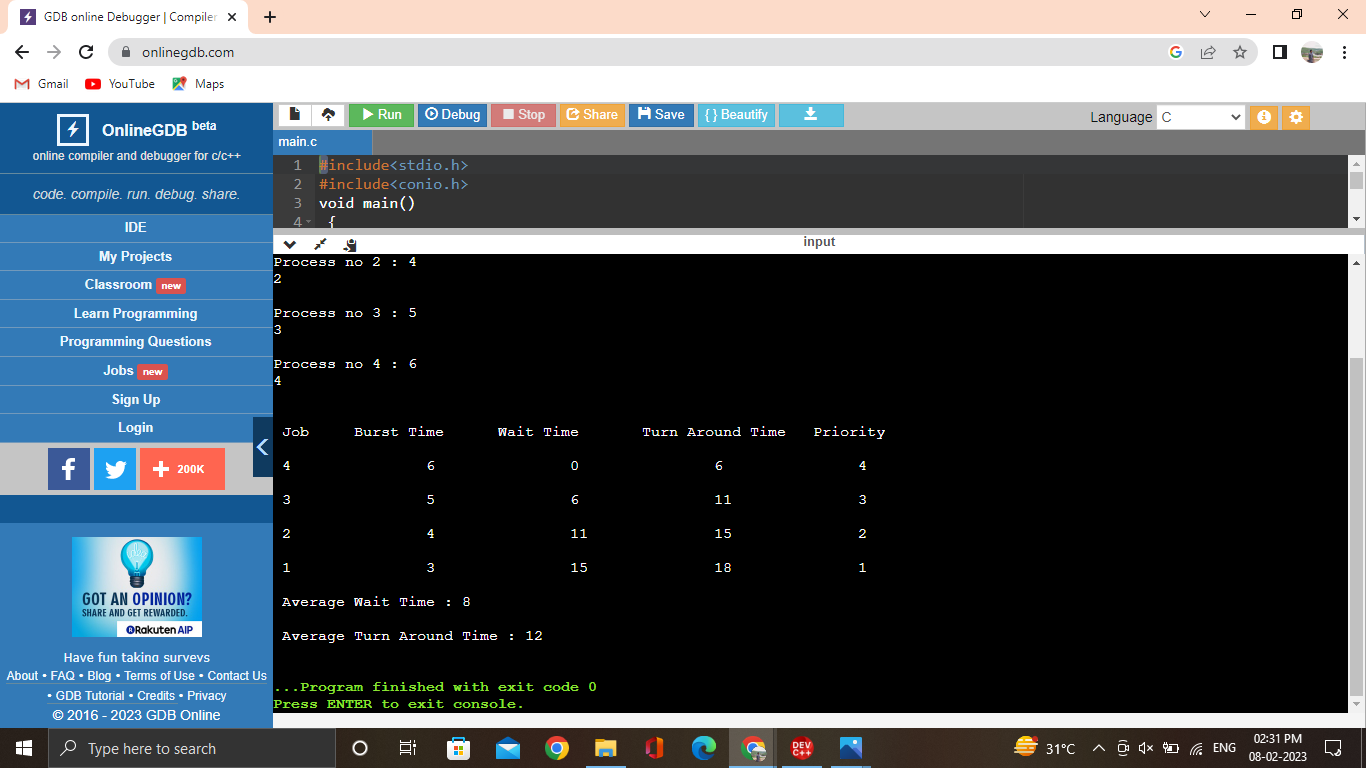 GDB online Debugger | Compiler
onlinegdb.com
Gmail YouTube Maps
OnlineGDB beta
online compiler and debugger for c/c++
code. compile. run. debug. share.
IDE
My Projects
Classroom new
Learn Programming
Programming Questions
Jobs new
Sign Up
Login
200K
GOT AN OPINION?
SHARE AND GET REWARDED.
Rakuten AIP
Have fun taking surveys
About • FAQ • Blog • Terms of Use • Contact Us
• GDB Tutorial • Credits • Privacy
© 2016 - 2023 GDB Online
Run Debug Stop Share Save { } Beautify Language C
main.c
1 #include<stdio.h>
2 #include<conio.h>
3 void main()
4 {
input
Process no 2 : 4
2
Process no 3 : 5
3
Process no 4 : 6
4
Job Burst Time Wait Time Turn Around Time Priority
4 6 0 6 4
3 5 6 11 3
2 4 11 15 2
1 3 15 18 1
Average Wait Time : 8
Average Turn Around Time : 12
...Program finished with exit code 0
Press ENTER to exit console.
Type here to search
DEV C++
31°C
ENG
02:31 PM
08-02-2023